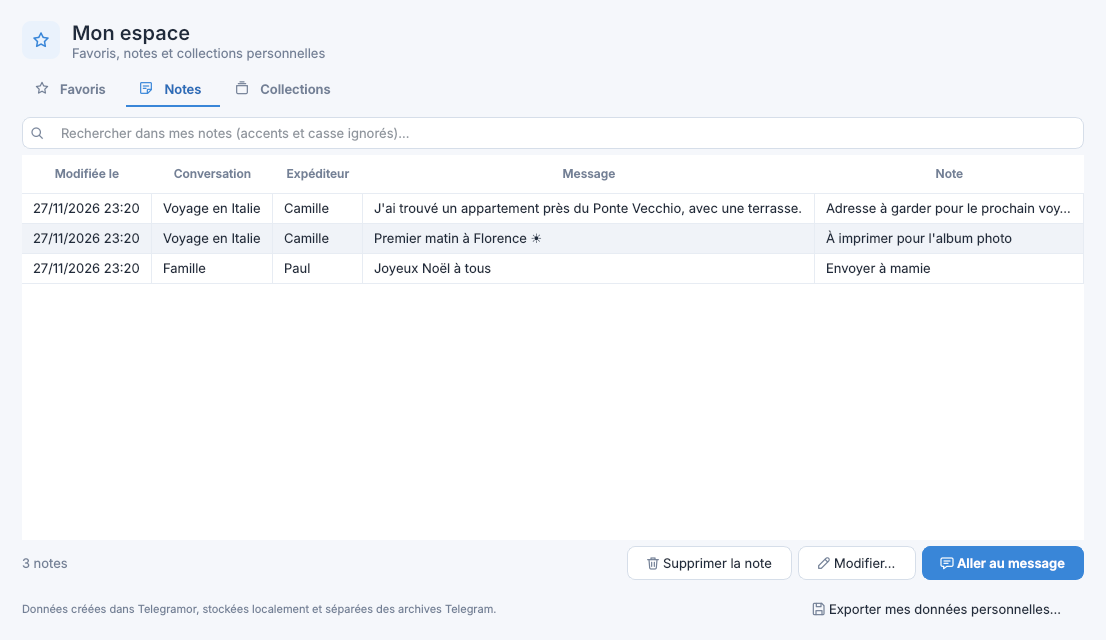 Mon espace
Favoris, notes et collections personnelles
Favoris Notes Collections
Rechercher dans mes notes (accents et casse ignorés)...
Modifiée le Conversation Expéditeur Message Note
27/11/2026 23:20 Voyage en Italie Camille J'ai trouvé un appartement près du Ponte Vecchio, avec une terrasse. Adresse à garder pour le prochain voy...
27/11/2026 23:20 Voyage en Italie Camille Premier matin à Florence ☀ À imprimer pour l'album photo
27/11/2026 23:20 Famille Paul Joyeux Noël à tous Envoyer à mamie
3 notes Supprimer la note Modifier... Aller au message
Données créées dans Telegramor, stockées localement et séparées des archives Telegram. Exporter mes données personnelles...